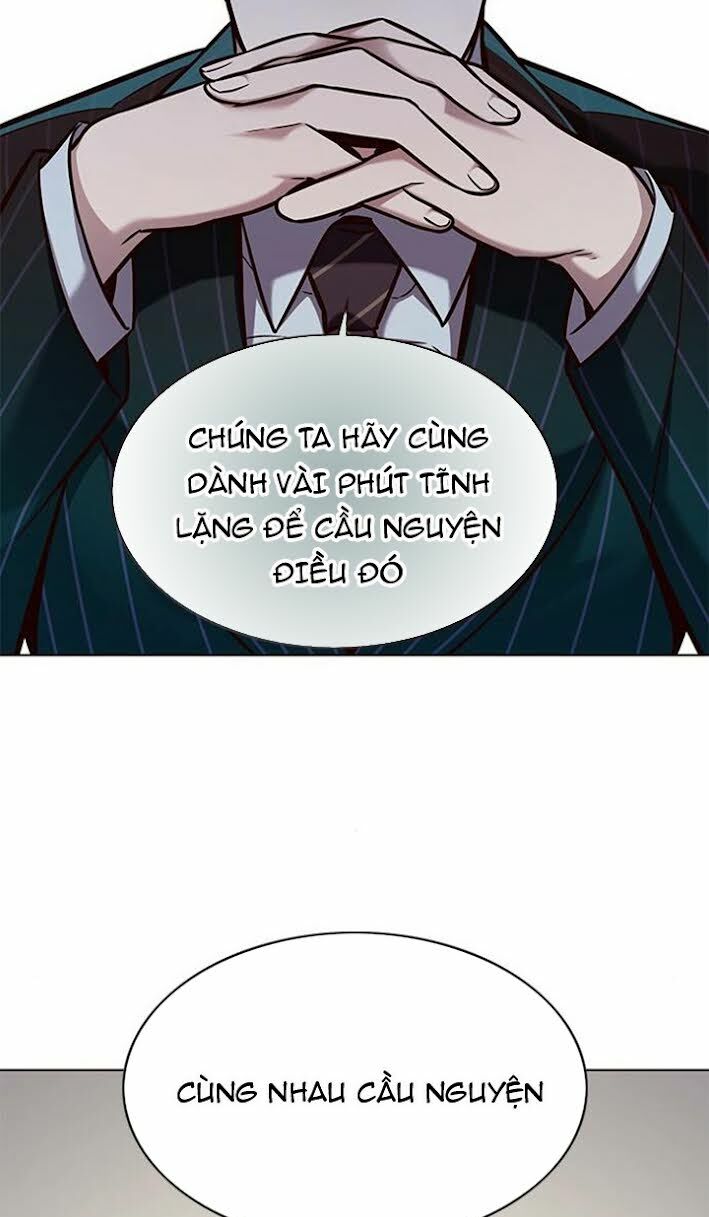 CHÚNG TA HÃY CÙNG
DÀNH VÀI PHÚT TĨNH
LẶNG ĐỂ CẦU NGUYỆN
ĐIỀU ĐÓ
CÙNG NHAU CẦU NGUYỆN